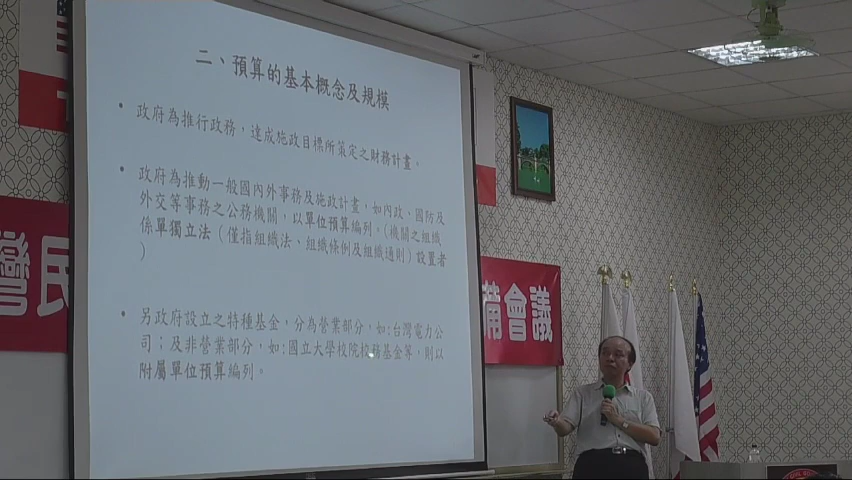 二、預算的基本概念及規模
• 政府為推行政務，達成施政目標所策定之財務計畫。
• 政府為推動一般國內外事務及施政計畫，如內政、國防及
外交等事務之公務機關，以單位預算編列。(機關之組織
係單獨立法（僅指組織法、組織條例及組織通則）設置者
)
• 另政府設立之特種基金，分為營業部分，如:台灣電力公
司；及非營業部分，如:國立大學校院校務基金等，則以
附屬單位預算編列。
灣民
備會議